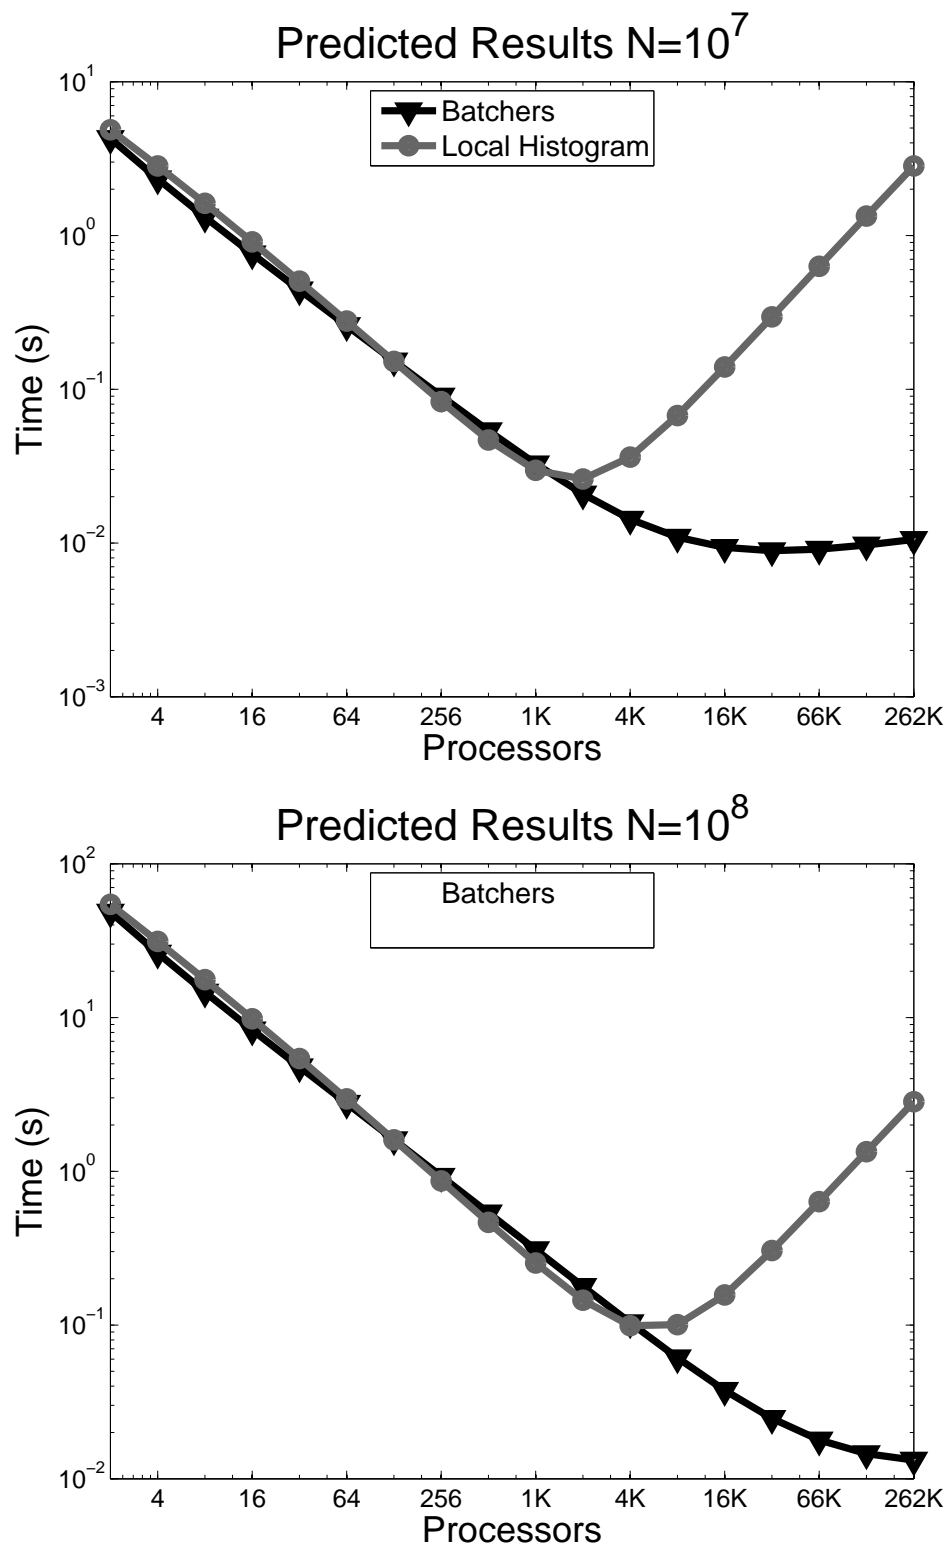 Predicted Results N=10^7
10^1
10^0
10^−1
10^−2
10^−3
Time (s)
Batchers
Local Histogram
4 16 64 256 1K 4K 16K 66K 262K
Processors
Predicted Results N=10^8
10^2
10^1
10^0
10^−1
10^−2
Time (s)
Batchers
4 16 64 256 1K 4K 16K 66K 262K
Processors